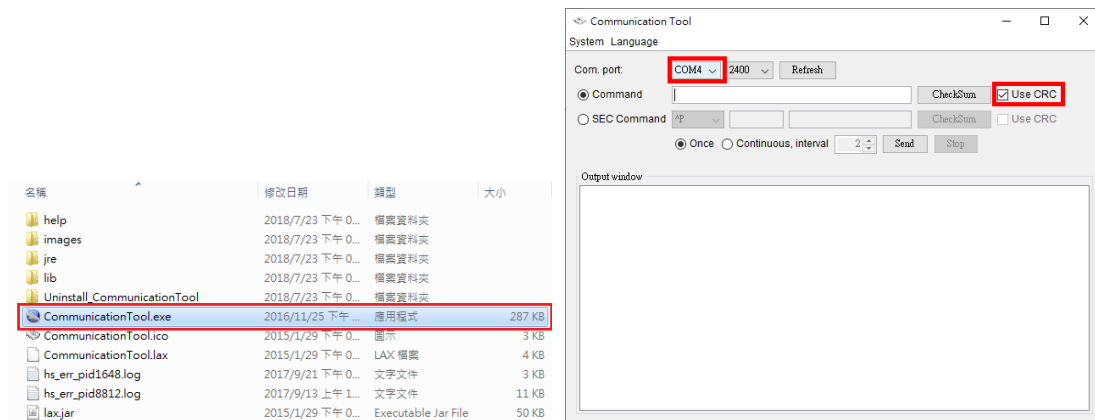 名稱 修改日期 類型 大小
help 2018/7/23 下午 0... 檔案資料夾
images 2018/7/23 下午 0... 檔案資料夾
jre 2018/7/23 下午 0... 檔案資料夾
lib 2018/7/23 下午 0... 檔案資料夾
Uninstall_CommunicationTool 2018/7/23 下午 0... 檔案資料夾
CommunicationTool.exe 2016/11/25 下午 ... 應用程式 287 KB
CommunicationTool.ico 2015/1/29 下午 0... 圖示 3 KB
CommunicationTool.lax 2015/1/29 下午 0... LAX 檔案 4 KB
hs_err_pid1648.log 2017/9/21 下午 0... 文字文件 3 KB
hs_err_pid8812.log 2017/9/13 上午 1... 文字文件 11 KB
lax.jar 2015/1/29 下午 0... Executable Jar File 50 KB
Communication Tool
System Language
Com. port: COM4 2400 Refresh
Command CheckSum Use CRC
SEC Command ^P CheckSum Use CRC
Once Continuous, interval 2 Send Stop
Output window